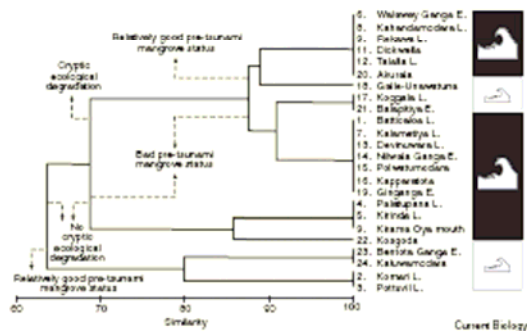 Relatively good pre-tsunami
mangrove status
Cryptic
ecological
degradation
Bad pre-tsunami
mangrove status
No
cryptic
ecological
degradation
Relatively good pre-tsunami
mangrove status
6. Walawey Ganga E.
8. Kahandamodara L.
9. Rekawa L.
11. Dickwella
12. Talalla L.
20. Akurala
18. Galle-Unawatuna
17. Koggala L.
21. Balapitiya E.
1. Batticaloa L.
7. Kalametiya L.
13. Devinuwara L.
14. Nilwala Ganga E.
15. Polwatumodara
16. Kapparatota
19. Ginganga E.
4. Palatupana L.
5. Kirinda L.
Kirama Oya mouth
22. Kosgoda
23. Bentota Ganga E.
24. Kaluwamodara
2. Komari L.
3. Pottuvil L.
60 70 80 90 100
Similarity
Current Biology